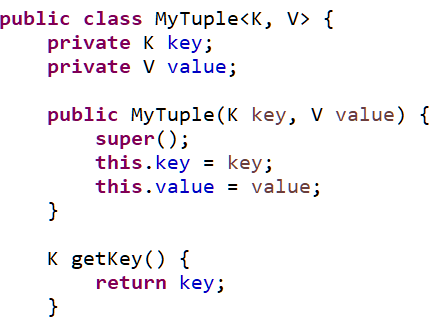 public class MyTuple<K, V> {
    private K key;
    private V value;

    public MyTuple(K key, V value) {
        super();
        this.key = key;
        this.value = value;
    }

    K getKey() {
        return key;
    }